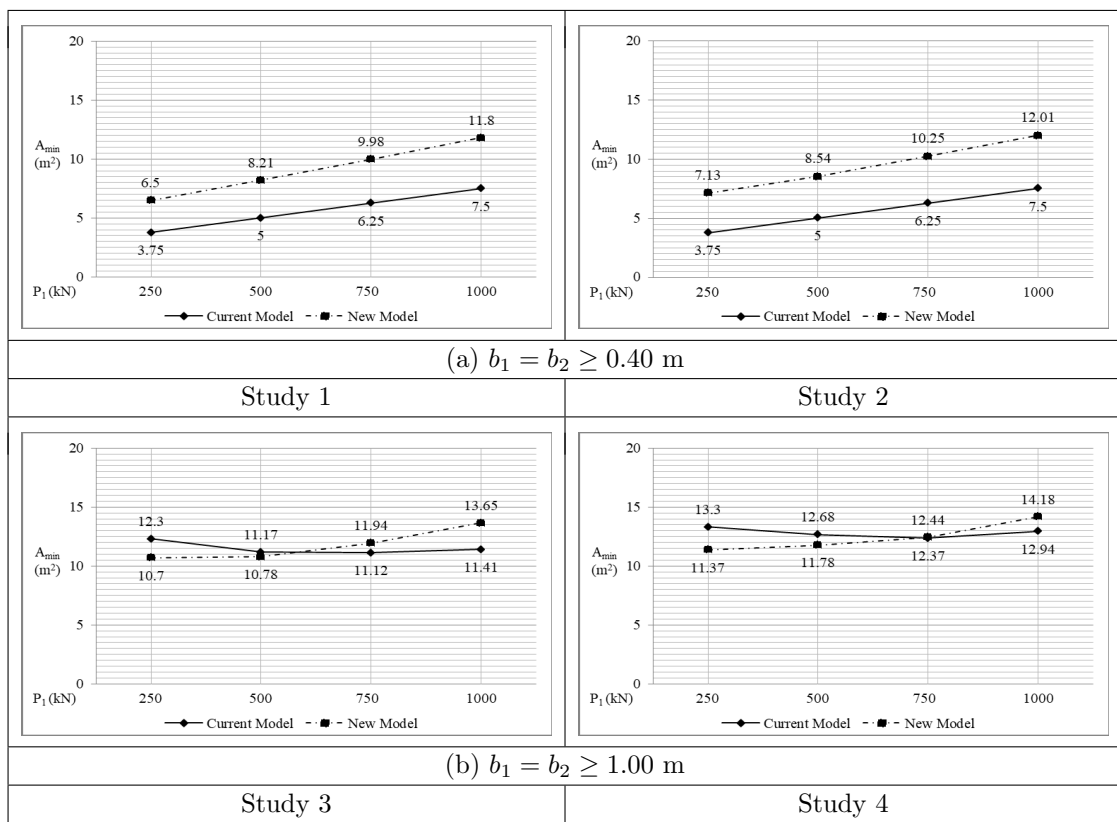 20
15
A_min
(m²)
11.8
9.98
10
8.21
6.5
7.5
6.25
5
5
3.75
0
P₁ (kN) 250 500 750 1000
Current Model New Model
20
15
A_min
(m²)
12.01
10.25
10
8.54
7.13
7.5
6.25
5
5
3.75
0
P₁ (kN) 250 500 750 1000
Current Model New Model
(a) b₁ = b₂ ≥ 0.40 m
Study 1 Study 2
20
15
A_min
(m²)
12.3 11.17 11.94 13.65
10
10.7 10.78 11.12 11.41
5
0
P₁ (kN) 250 500 750 1000
Current Model New Model
20
15
A_min
(m²)
13.3 12.68 12.44 14.18
10
11.37 11.78 12.37 12.94
5
0
P₁ (kN) 250 500 750 1000
Current Model New Model
(b) b₁ = b₂ ≥ 1.00 m
Study 3 Study 4